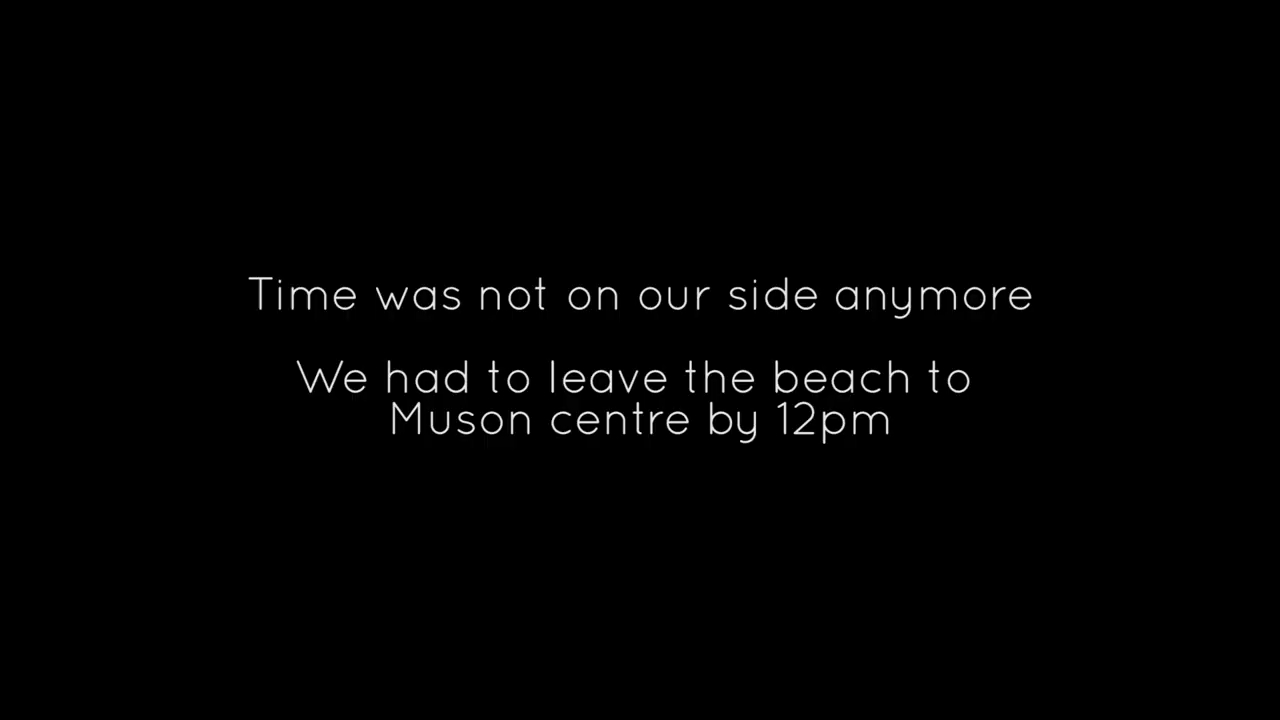 Time was not on our side anymore
We had to leave the beach to
Muson centre by 12pm